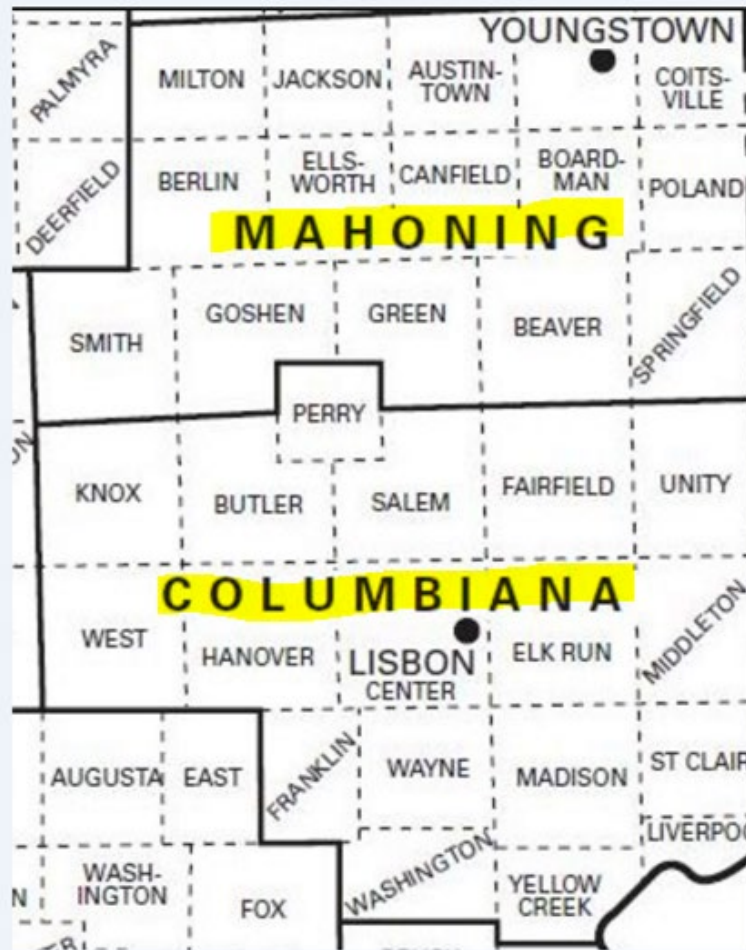 YOUNGSTOWN
PALMYRA
MILTON
JACKSON
AUSTIN-
TOWN
COITS-
VILLE
DEERFIELD
BERLIN
ELLS-
WORTH
CANFIELD
BOARD-
MAN
POLAND
MAHONING
SMITH
GOSHEN
GREEN
BEAVER
SPRINGFIELD
PERRY
KNOX
BUTLER
SALEM
FAIRFIELD
UNITY
COLUMBIANA
WEST
HANOVER
LISBON
CENTER
ELK RUN
MIDDLETON
AUGUSTA
EAST
FRANKLIN
WAYNE
MADISON
ST CLAIR
LIVERPOO
WASH-
INGTON
FOX
WASHINGTON
YELLOW
CREEK